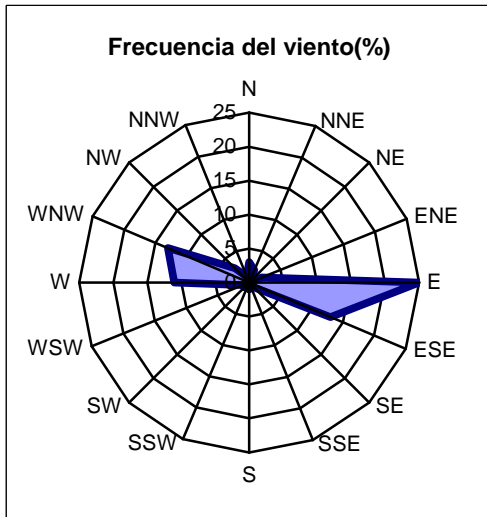 Frecuencia del viento(%)
N
NNW
25
NNE
NW
20
NE
15
WNW
10
ENE
5
W
0
E
WSW
ESE
SW
SE
SSW
SSE
S